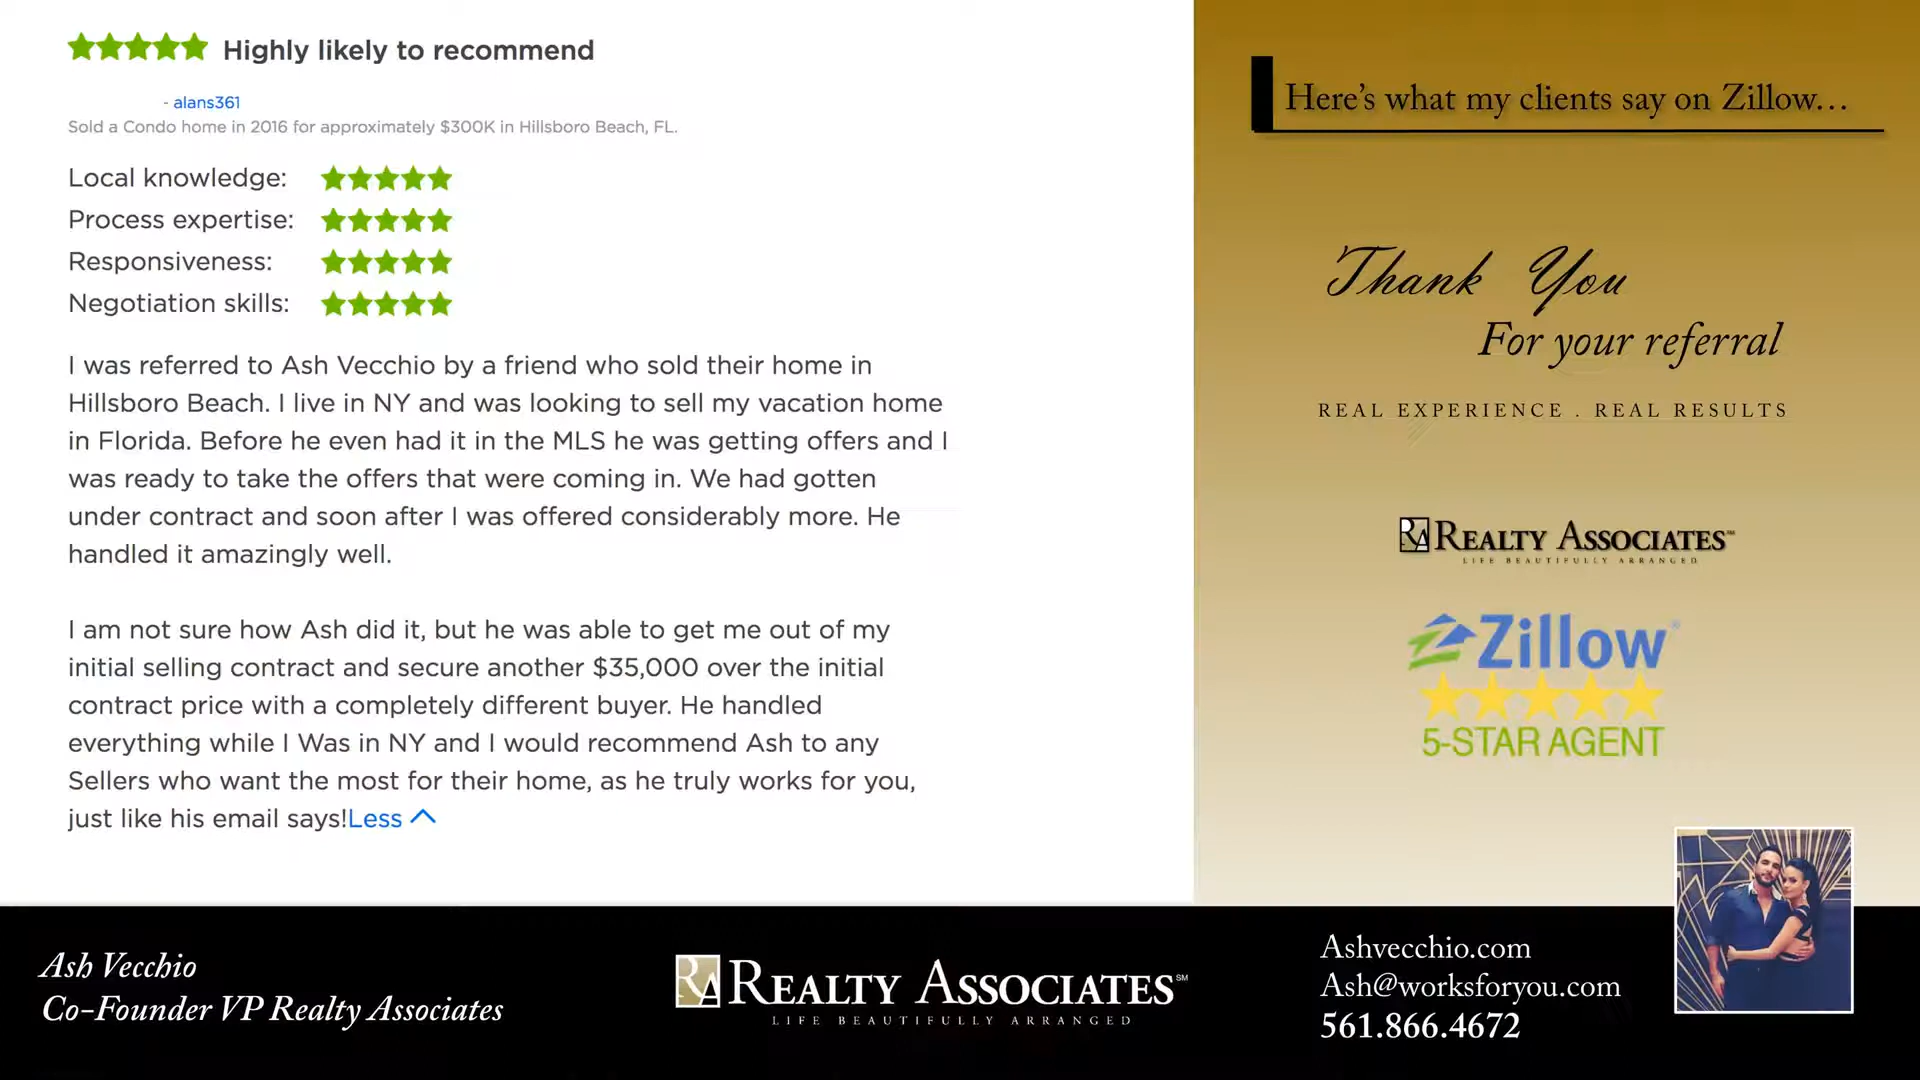 Highly likely to recommend
- alans361
Sold a Condo home in 2016 for approximately $300K in Hillsboro Beach, FL.
Local knowledge:
Process expertise:
Responsiveness:
Negotiation skills:
I was referred to Ash Vecchio by a friend who sold their home in
Hillsboro Beach. I live in NY and was looking to sell my vacation home
in Florida. Before he even had it in the MLS he was getting offers and I
was ready to take the offers that were coming in. We had gotten
under contract and soon after I was offered considerably more. He
handled it amazingly well.
I am not sure how Ash did it, but he was able to get me out of my
initial selling contract and secure another $35,000 over the initial
contract price with a completely different buyer. He handled
everything while I Was in NY and I would recommend Ash to any
Sellers who want the most for their home, as he truly works for you,
just like his email says!Less
Here's what my clients say on Zillow...
Thank You
For your referral
REAL EXPERIENCE . REAL RESULTS
RA REALTY ASSOCIATES SM
LIFE BEAUTIFULLY ARRANGED
Zillow®
5-STAR AGENT
Ash Vecchio
Co-Founder VP Realty Associates
RA REALTY ASSOCIATES SM
LIFE BEAUTIFULLY ARRANGED
Ashvecchio.com
Ash@worksforyou.com
561.866.4672